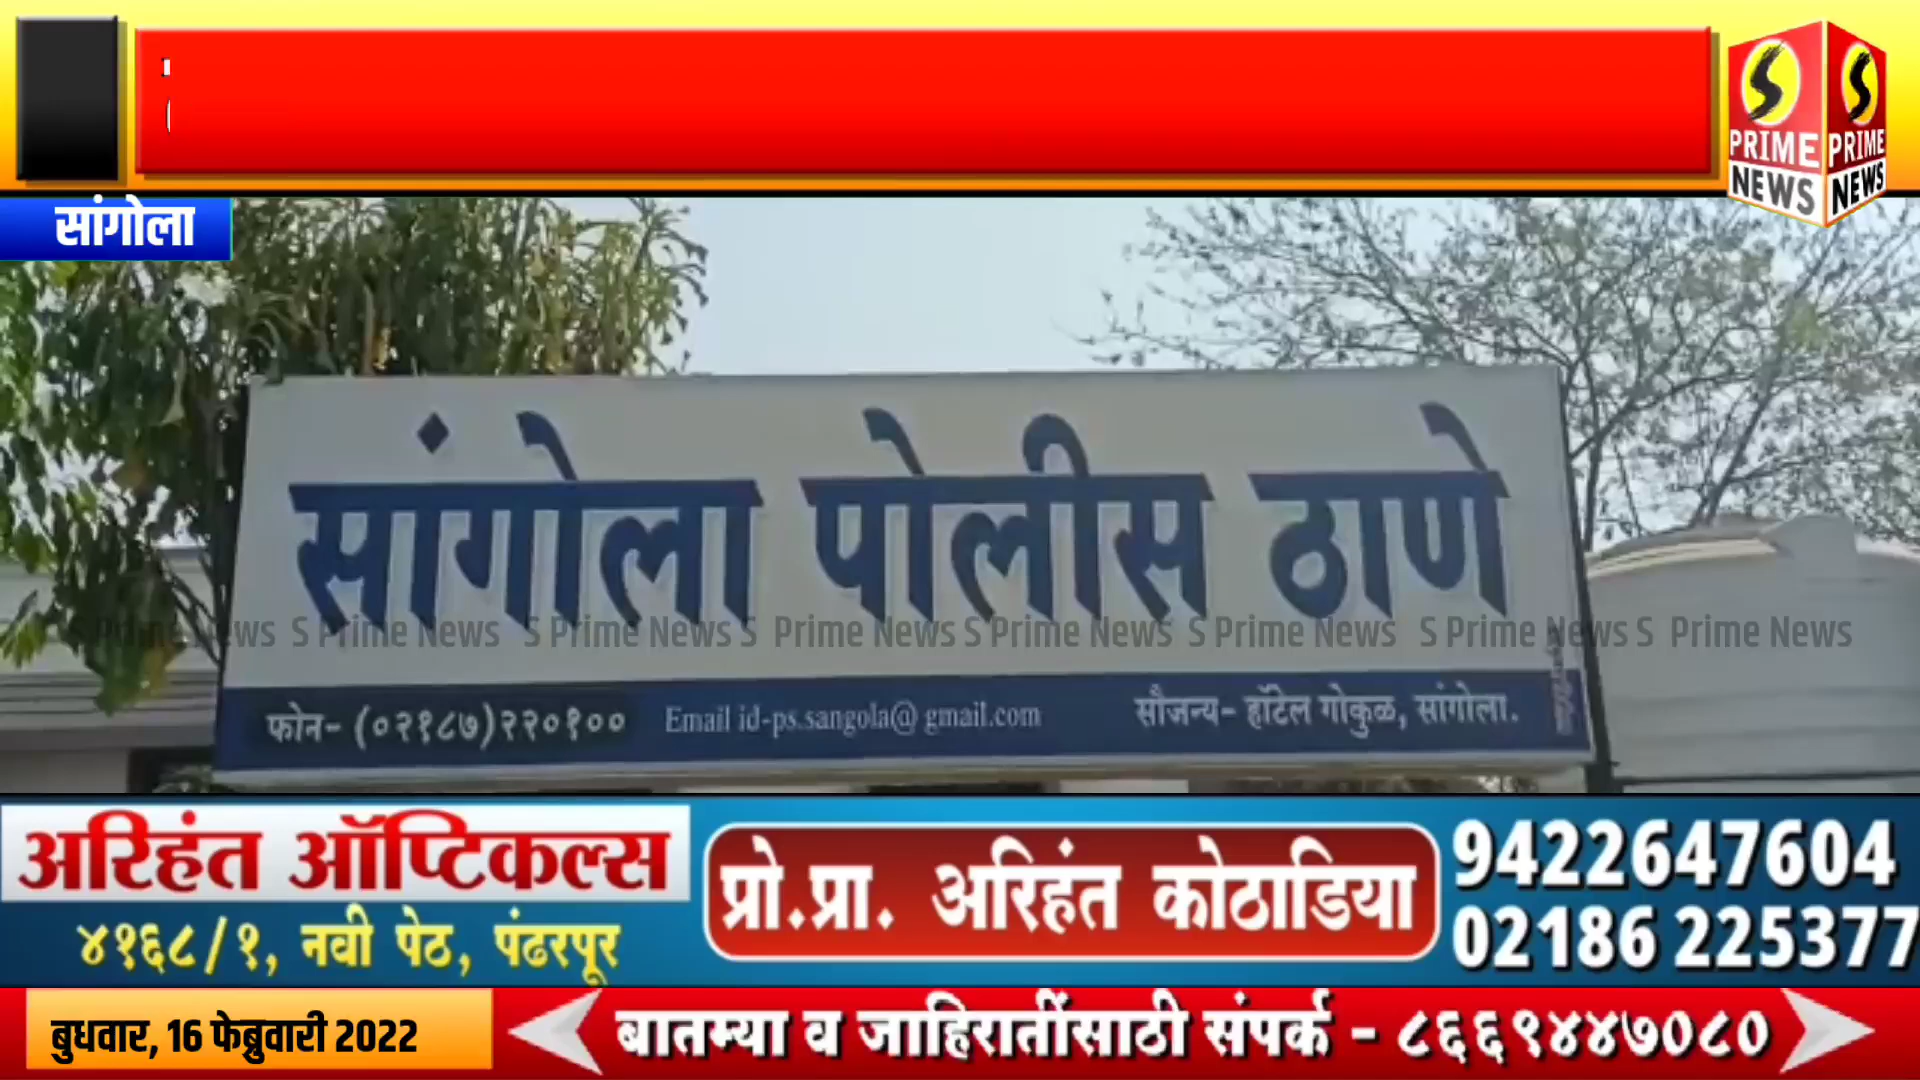 S
PRIME
NEWS
S
PRIME
NEWS
सांगोला
सांगोला पोलीस ठाणे
S Prime News S Prime News S Prime News S Prime News S Prime News S Prime News S Prime News S Prime News
फोन- (०२१८७)२२०१०० Email id-ps.sangola@gmail.com सौजन्य- हॉटेल गोकुळ, सांगोला.
अरिहंत ऑप्टिकल्स
४१६८/१, नवी पेठ, पंढरपूर
प्रो.प्रा. अरिहंत कोठाडिया
9422647604
02186 225377
बुधवार, 16 फेब्रुवारी 2022
बातम्या व जाहिरातींसाठी संपर्क - ८६६९४४७०८०